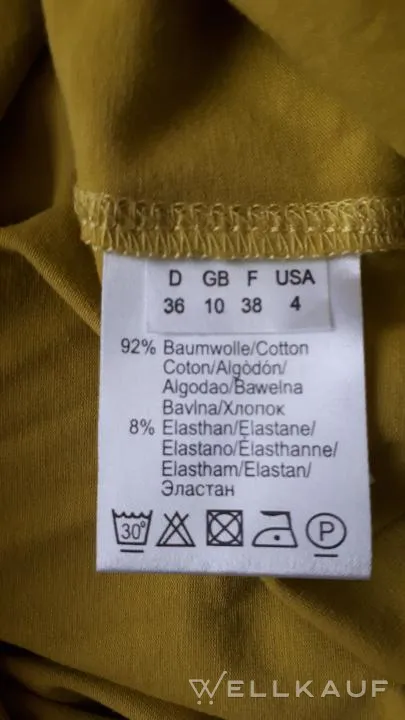 D GB F USA
36 10 38 4
92% Baumwolle/Cotton
Coton/Algòdón/
Algodao/Bawelna
Bavlna/Хлопок
8% Elasthan/Elastane/
Elastano/Élasthanne/
Elastham/Elastan/
Эластан
30° P
WELLKAUF